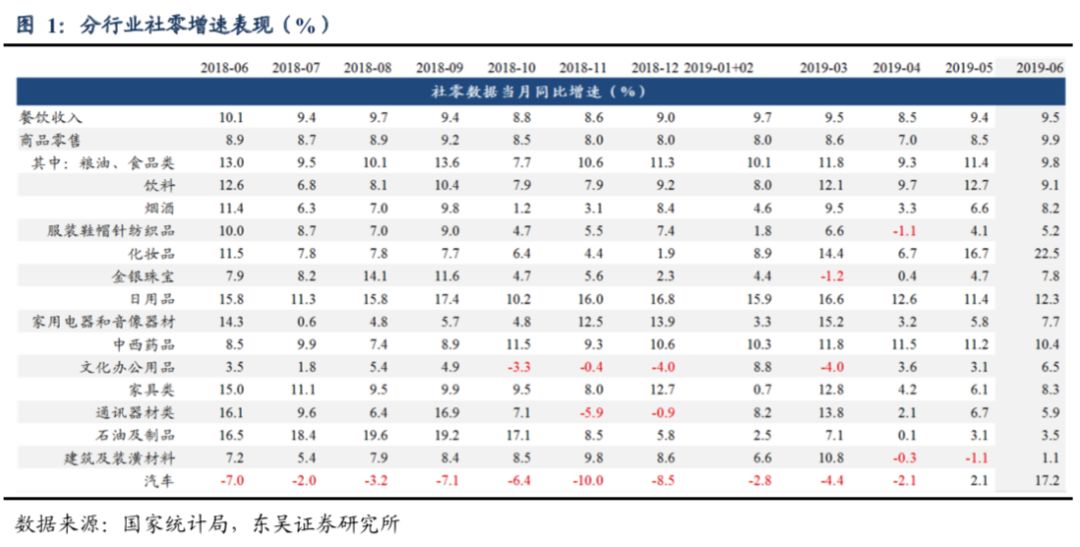 图 1：分行业社零增速表现（%）
2018-06 2018-07 2018-08 2018-09 2018-10 2018-11 2018-12 2019-01+02 2019-03 2019-04 2019-05 2019-06
社零数据当月同比增速（%）
餐饮收入 10.1 9.4 9.7 9.4 8.8 8.6 9.0 9.7 9.5 8.5 9.4 9.5
商品零售 8.9 8.7 8.9 9.2 8.5 8.0 8.0 8.0 8.6 7.0 8.5 9.9
其中：粮油、食品类 13.0 9.5 10.1 13.6 7.7 10.6 11.3 10.1 11.8 9.3 11.4 9.8
饮料 12.6 6.8 8.1 10.4 7.9 7.9 9.2 8.0 12.1 9.7 12.7 9.1
烟酒 11.4 6.3 7.0 9.8 1.2 3.1 8.4 4.6 9.5 3.3 6.6 8.2
服装鞋帽针纺织品 10.0 8.7 7.0 9.0 4.7 5.5 7.4 1.8 6.6 -1.1 4.1 5.2
化妆品 11.5 7.8 7.8 7.7 6.4 4.4 1.9 8.9 14.4 6.7 16.7 22.5
金银珠宝 7.9 8.2 14.1 11.6 4.7 5.6 2.3 4.4 -1.2 0.4 4.7 7.8
日用品 15.8 11.3 15.8 17.4 10.2 16.0 16.8 15.9 16.6 12.6 11.4 12.3
家用电器和音像器材 14.3 0.6 4.8 5.7 4.8 12.5 13.9 3.3 15.2 3.2 5.8 7.7
中西药品 8.5 9.9 7.4 8.9 11.5 9.3 10.6 10.3 11.8 11.5 11.2 10.4
文化办公用品 3.5 1.8 5.4 4.9 -3.3 -0.4 -4.0 8.8 -4.0 3.6 3.1 6.5
家具类 15.0 11.1 9.5 9.9 9.5 8.0 12.7 0.7 12.8 4.2 6.1 8.3
通讯器材类 16.1 9.6 6.4 16.9 7.1 -5.9 -0.9 8.2 13.8 2.1 6.7 5.9
石油及制品 16.5 18.4 19.6 19.2 17.1 8.5 5.8 2.5 7.1 0.1 3.1 3.5
建筑及装潢材料 7.2 5.4 7.9 8.4 8.5 9.8 8.6 6.6 10.8 -0.3 -1.1 1.1
汽车 -7.0 -2.0 -3.2 -7.1 -6.4 -10.0 -8.5 -2.8 -4.4 -2.1 2.1 17.2
数据来源：国家统计局，东吴证券研究所